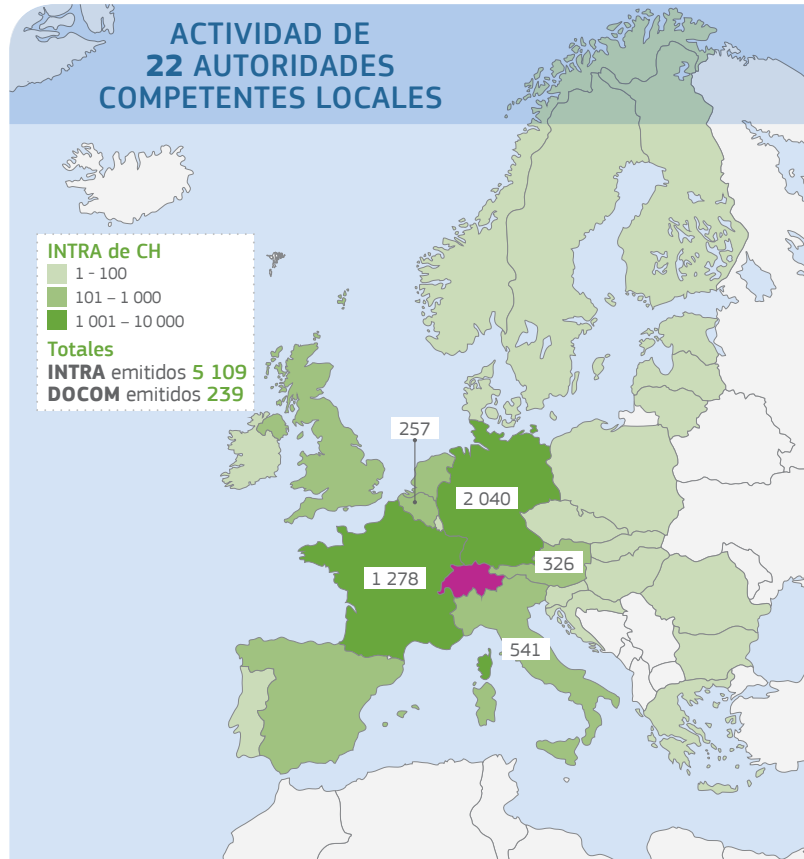 ACTIVIDAD DE
22 AUTORIDADES
COMPETENTES LOCALES
INTRA de CH
1 - 100
101 – 1 000
1 001 – 10 000
Totales
INTRA emitidos 5 109
DOCOM emitidos 239
257
2 040
326
1 278
541